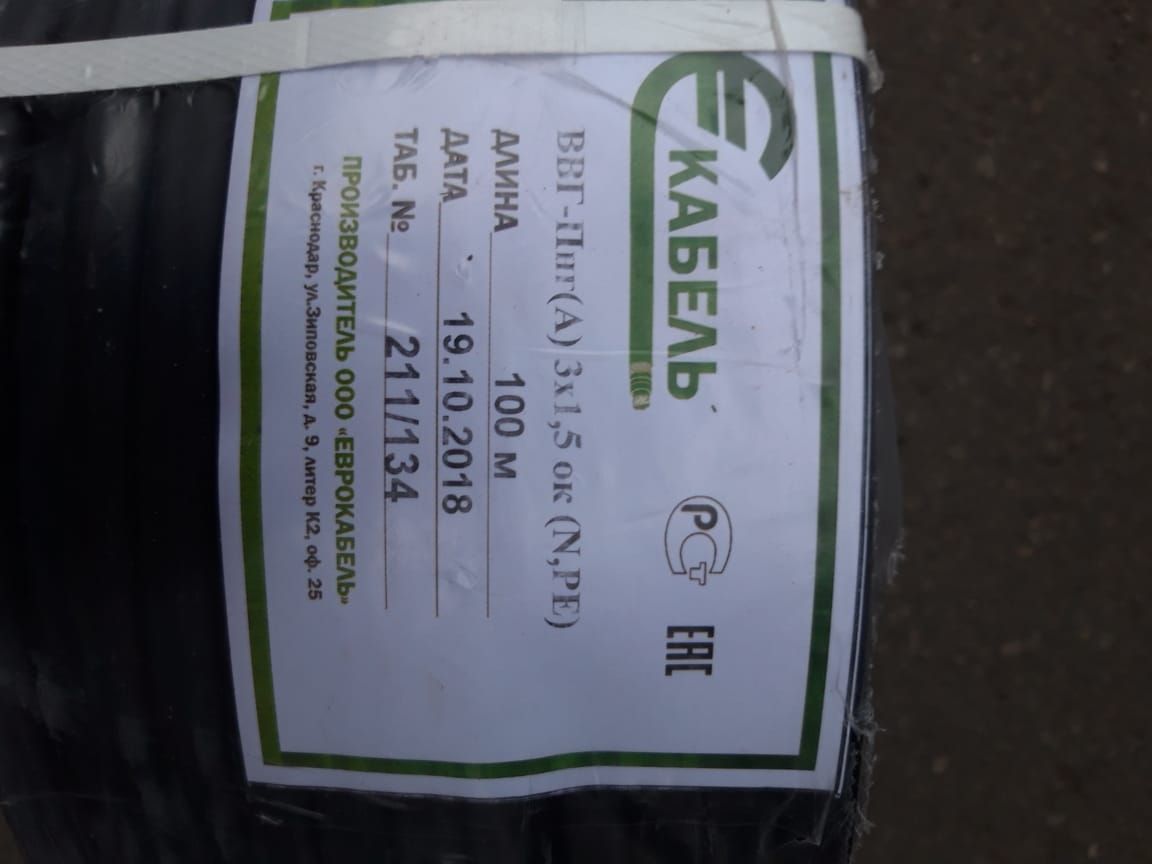 Е КАБЕЛЬ
РСТ ЕАС
ВВГ-Пнг(А) 3х1,5 ок (N,PE)
ДЛИНА 100 м
ДАТА 19.10.2018
ТАБ. № 211/134
ПРОИЗВОДИТЕЛЬ ООО «ЕВРОКАБЕЛЬ»
г. Краснодар, ул.Зиповская, д. 9, литер К2, оф. 25